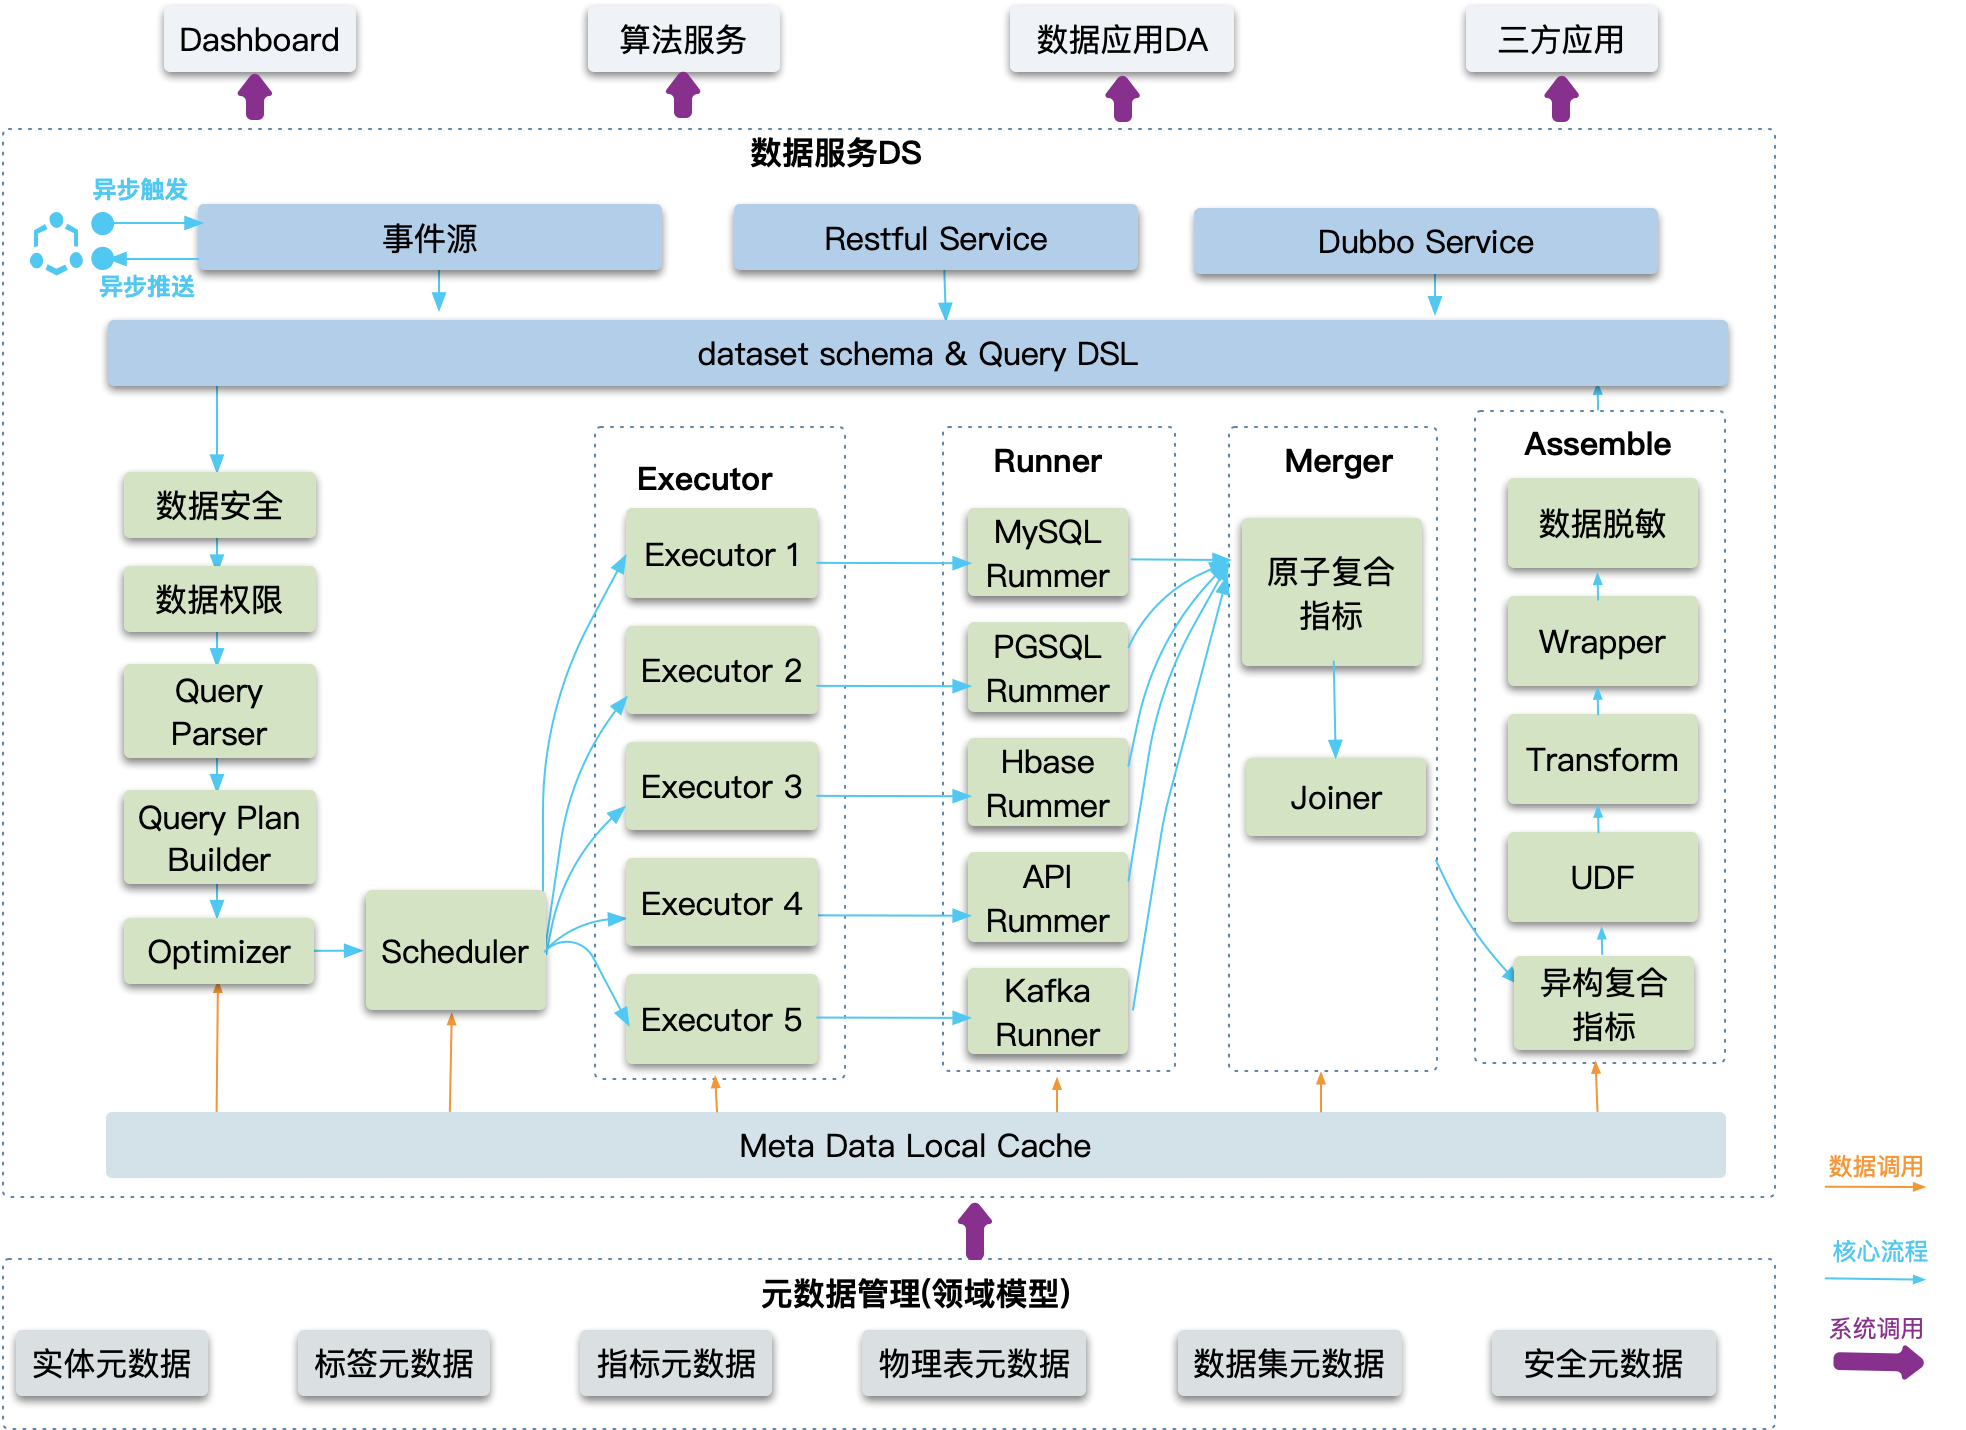 Dashboard
算法服务
数据应用DA
三方应用
数据服务DS
异步触发
异步推送
事件源
Restful Service
Dubbo Service
dataset schema & Query DSL
数据安全
数据权限
Query
Parser
Query Plan
Builder
Optimizer
Scheduler
Executor
Executor 1
Executor 2
Executor 3
Executor 4
Executor 5
Runner
MySQL
Rummer
PGSQL
Rummer
Hbase
Rummer
API
Rummer
Kafka
Runner
Merger
原子复合
指标
Joiner
Assemble
数据脱敏
Wrapper
Transform
UDF
异构复合
指标
Meta Data Local Cache
数据调用
核心流程
系统调用
元数据管理(领域模型)
实体元数据
标签元数据
指标元数据
物理表元数据
数据集元数据
安全元数据